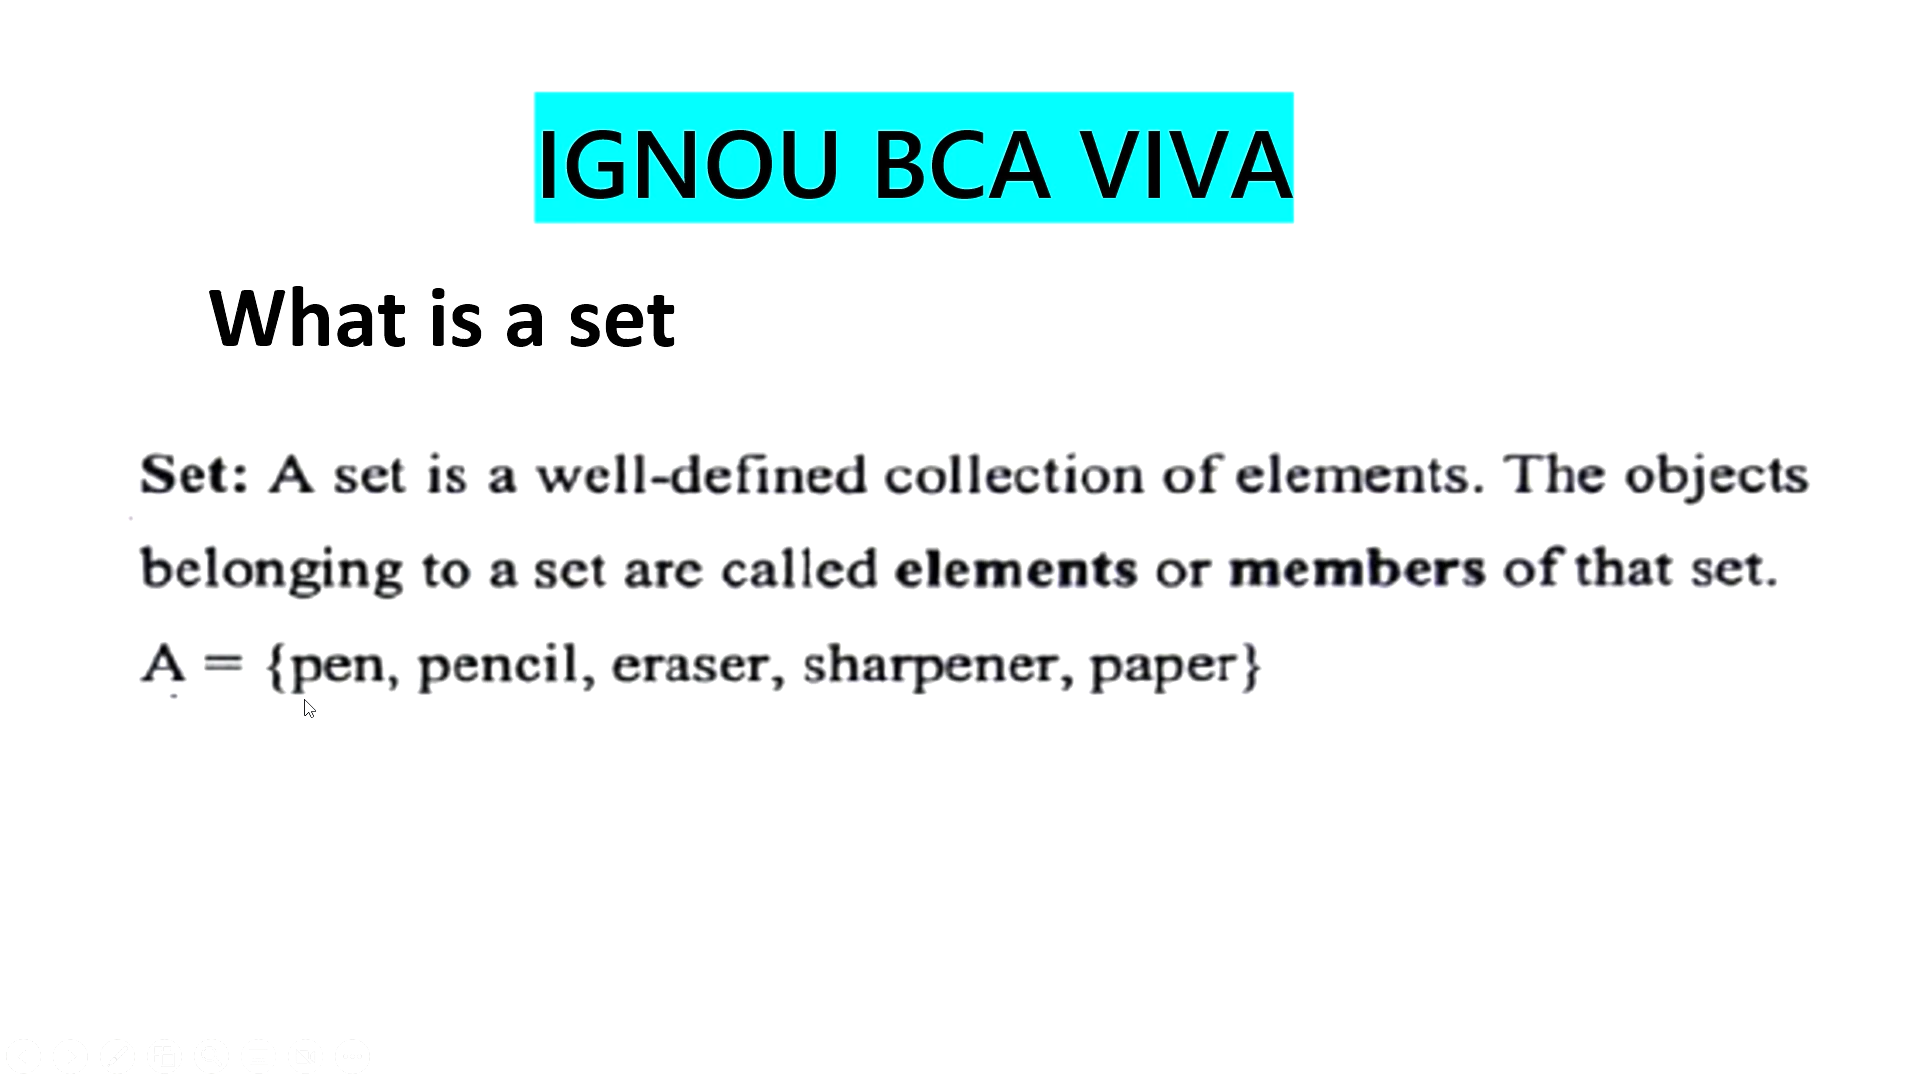 IGNOU BCA VIVA
What is a set
Set: A set is a well-defined collection of elements. The objects
belonging to a set are called elements or members of that set.
A = {pen, pencil, eraser, sharpener, paper}